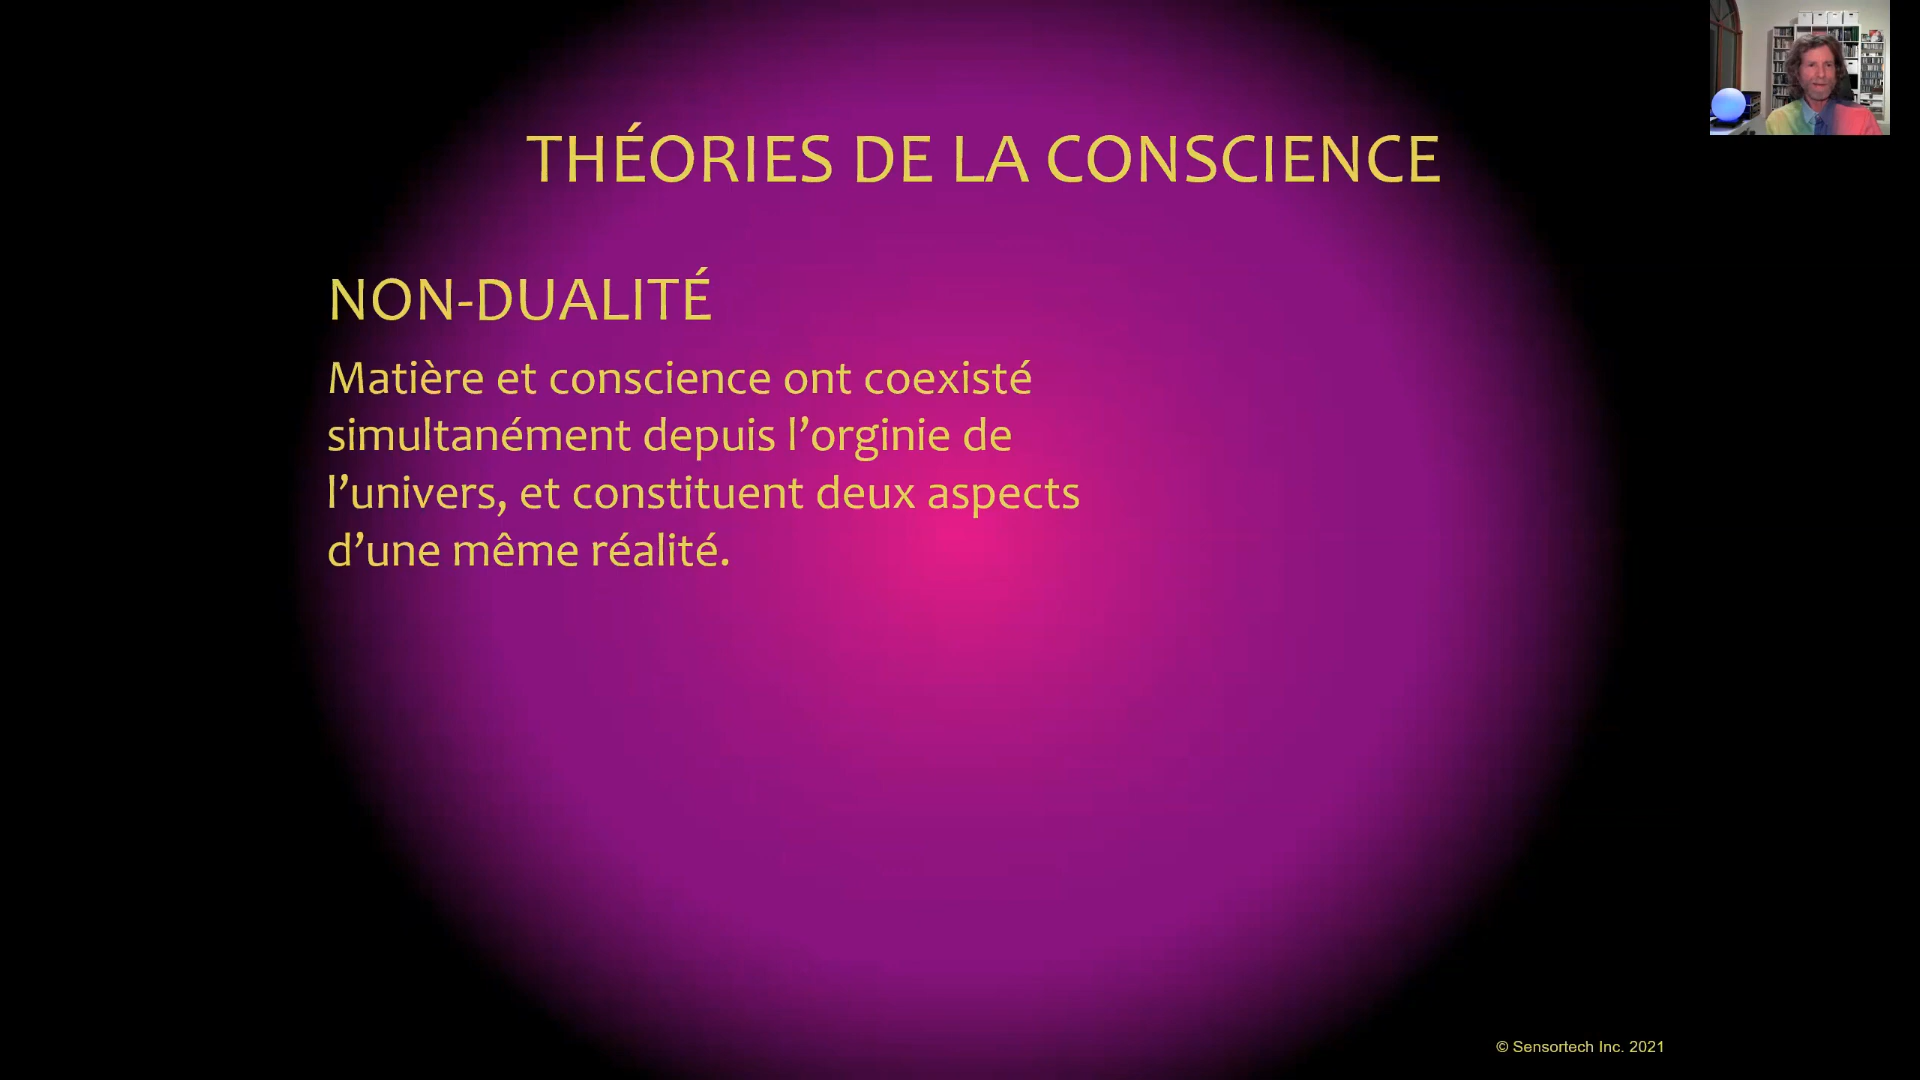 THÉORIES DE LA CONSCIENCE
NON-DUALITÉ
Matière et conscience ont coexisté
simultanément depuis l’orginie de
l’univers, et constituent deux aspects
d’une même réalité.
© Sensortech Inc. 2021